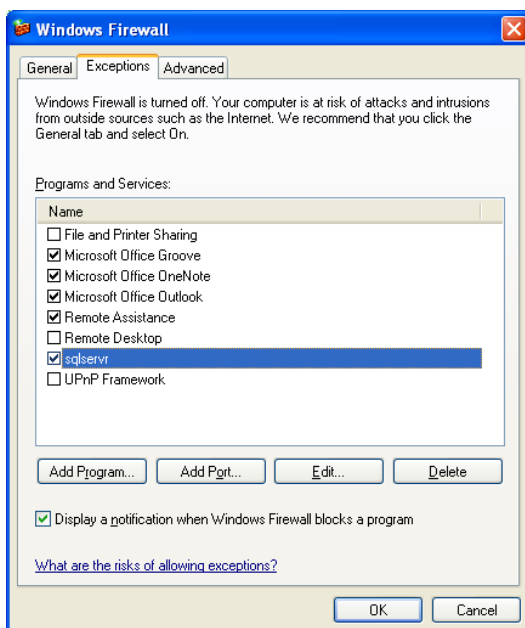 Windows Firewall
General Exceptions Advanced
Windows Firewall is turned off. Your computer is at risk of attacks and intrusions
from outside sources such as the Internet. We recommend that you click the
General tab and select On.
Programs and Services:
Name
File and Printer Sharing
Microsoft Office Groove
Microsoft Office OneNote
Microsoft Office Outlook
Remote Assistance
Remote Desktop
sqlservr
UPnP Framework
Add Program... Add Port... Edit... Delete
Display a notification when Windows Firewall blocks a program
What are the risks of allowing exceptions?
OK Cancel